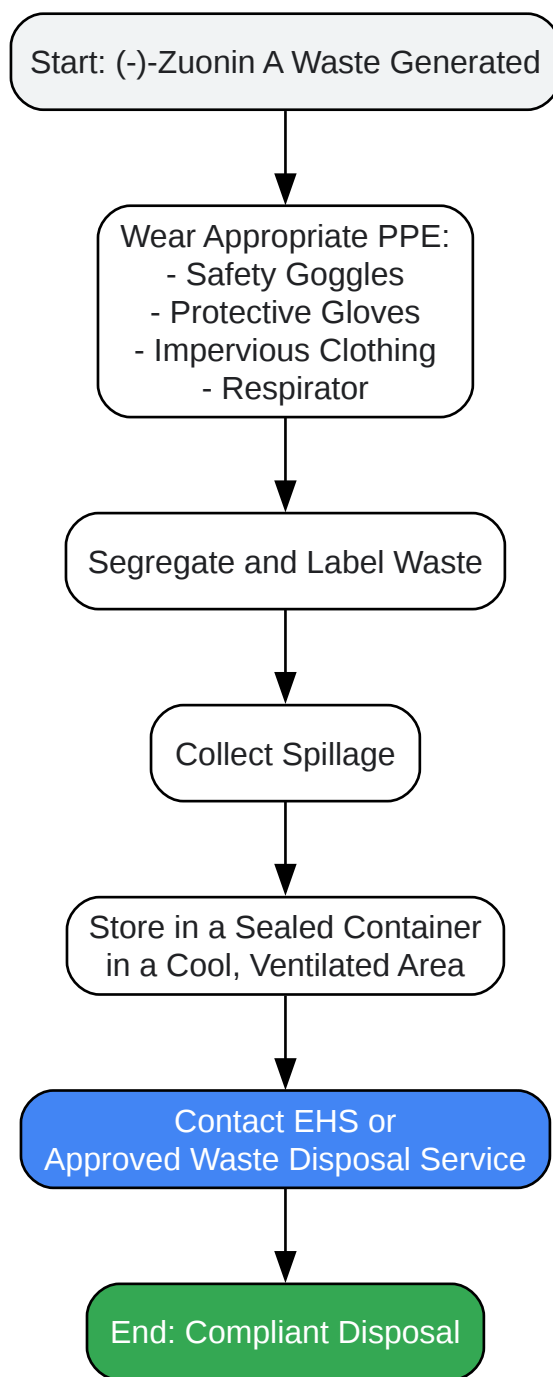 Start: (-)-Zuonin A Waste Generated
Wear Appropriate PPE:
- Safety Goggles
- Protective Gloves
- Impervious Clothing
- Respirator
Segregate and Label Waste
Collect Spillage
Store in a Sealed Container
in a Cool, Ventilated Area
Contact EHS or
Approved Waste Disposal Service
End: Compliant Disposal